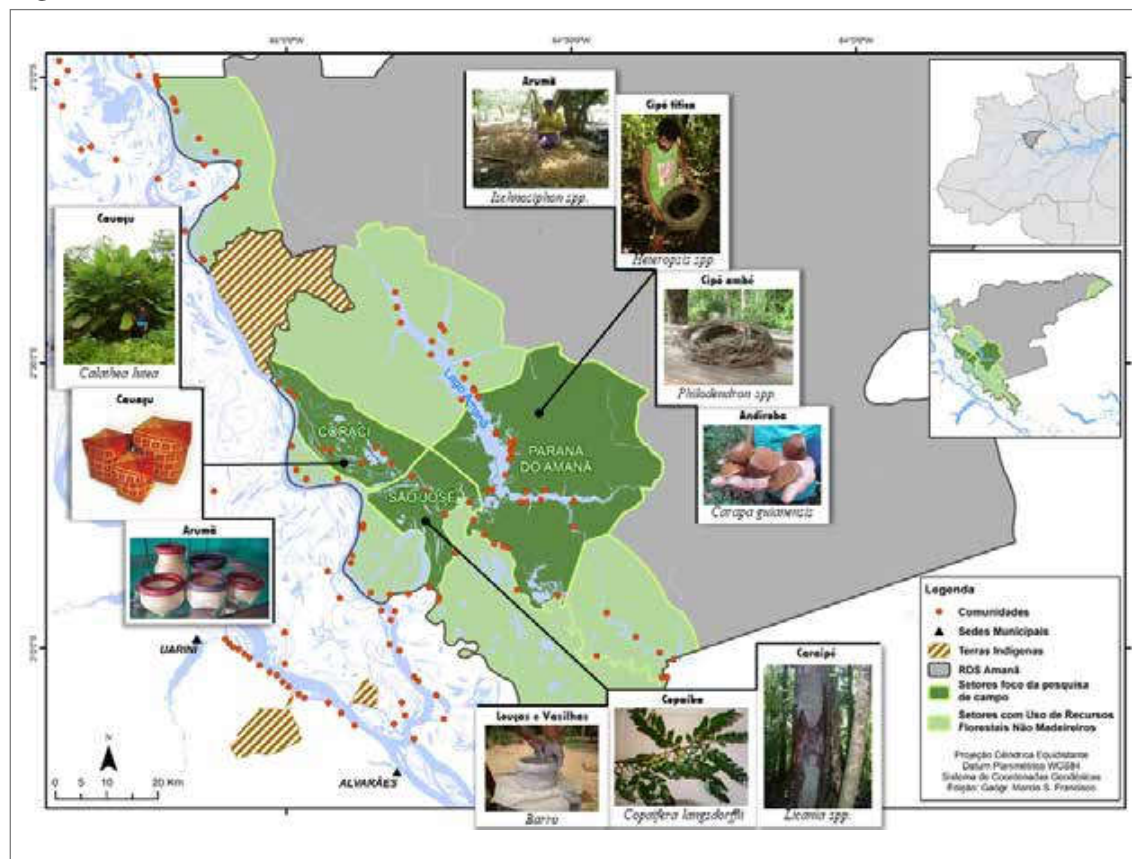 Arumã
Ischnosiphon spp.
Cipó titica
Heteropsis spp.
Cauaçu
Calathea lutea
Cipó ambé
Philodendron spp.
Cauaçu
Andiroba
Carapa guianensis
Arumã
Lago Amanã
CORACI
PARANÁ
DO AMANÃ
SÃO JOSÉ
UARINI
ALVARÃES
N
0 5 10 20 Km
Louças e Vasilhas
Barro
Copaíba
Copaifera langsdorffii
Caraipé
Licania spp.
Legenda
Comunidades
Sedes Municipais
Terras Indígenas
RDS Amanã
Setores foco da pesquisa
de campo
Setores com Uso de Recursos
Florestais Não Madeireiros
Projeção Cilíndrica Equidistante
Datum Planimétrico WGS84
Sistema de Coordenadas Geodésicas
Edição: Geógr. Marcio S. Francisco